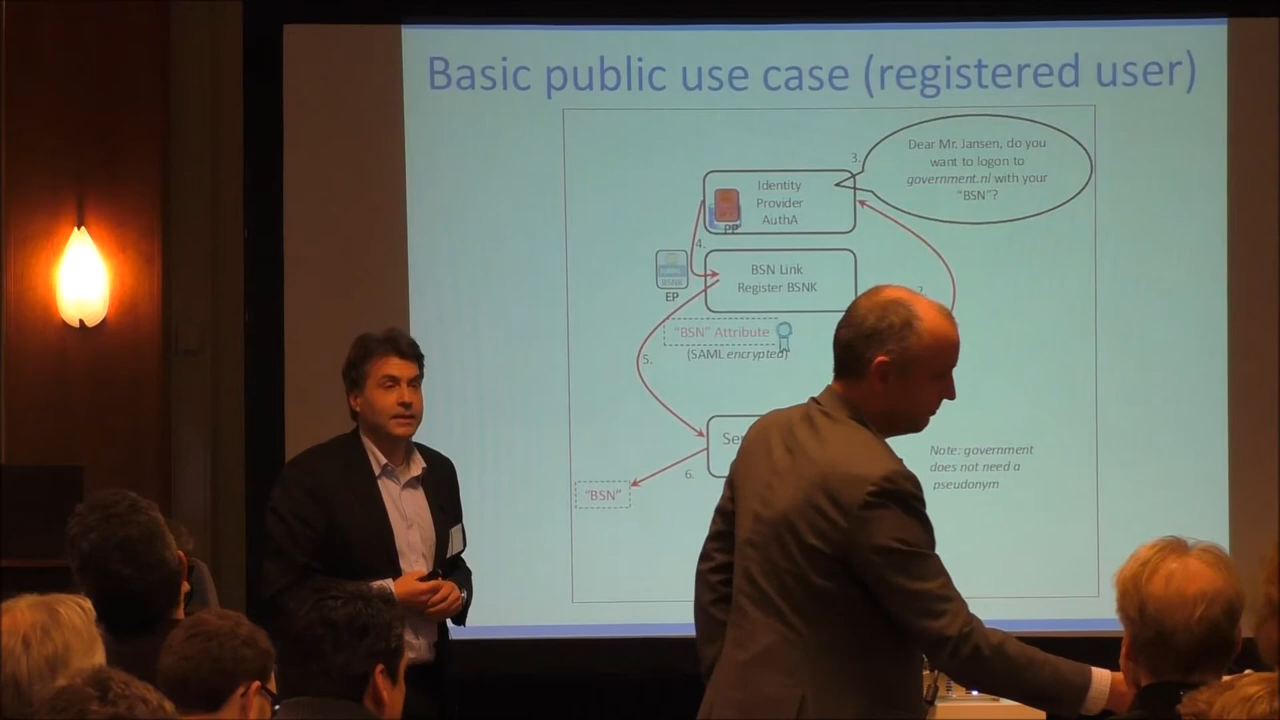 Basic public use case (registered user)
3.
Dear Mr. Jansen, do you
want to logon to
government.nl with your
"BSN"?
Identity
Provider
AuthA
PP
4.
BSN Link
Register BSNK
BSNK
EP
"BSN" Attribute
(SAML encrypted)
5.
Ser
6.
"BSN"
Note: government
does not need a
pseudonym